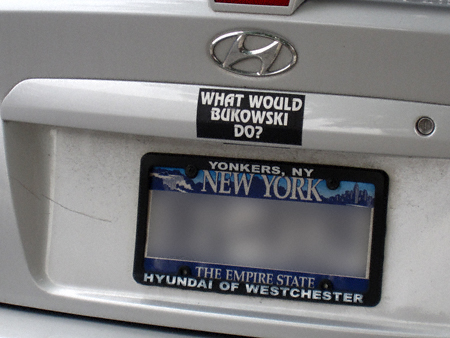 WHAT WOULD
BUKOWSKI
DO?
YONKERS, NY
NEW YORK
THE EMPIRE STATE
HYUNDAI OF WESTCHESTER